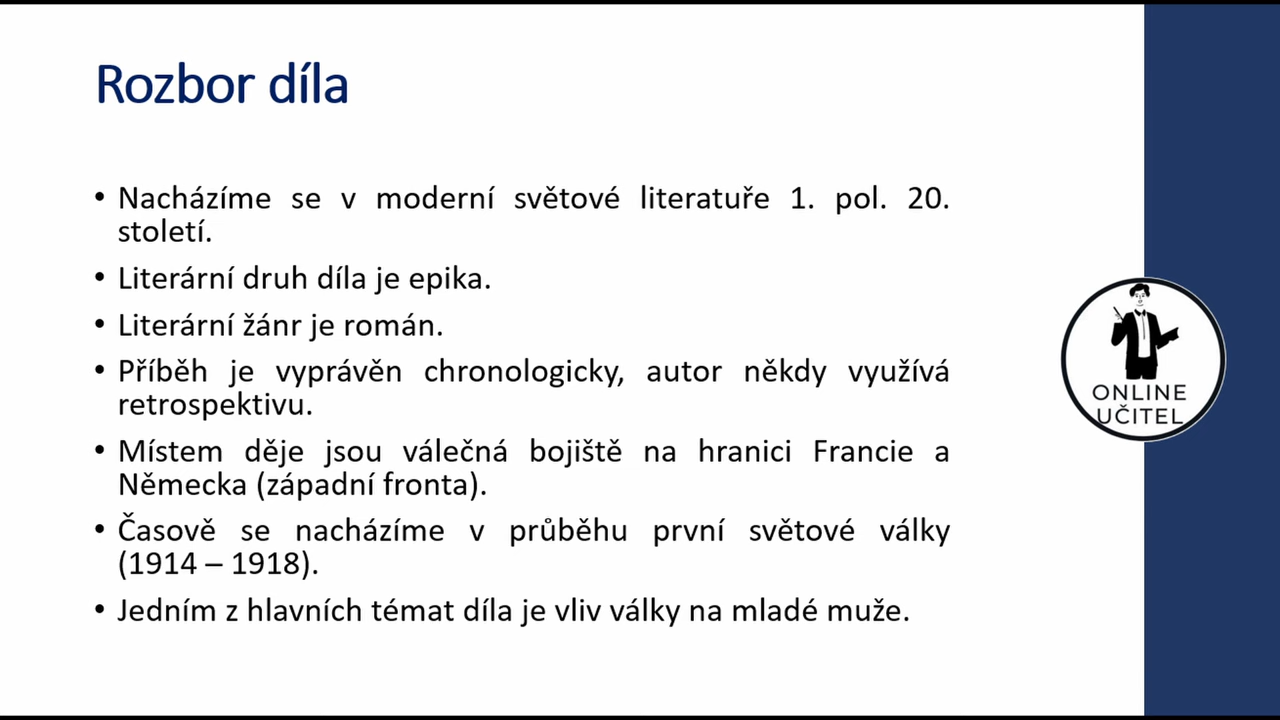 Rozbor díla
• Nacházíme se v moderní světové literatuře 1. pol. 20.
století.
• Literární druh díla je epika.
• Literární žánr je román.
• Příběh je vyprávěn chronologicky, autor někdy využívá
retrospektivu.
• Místem děje jsou válečná bojiště na hranici Francie a
Německa (západní fronta).
• Časově se nacházíme v průběhu první světové války
(1914 – 1918).
• Jedním z hlavních témat díla je vliv války na mladé muže.
ONLINE
UČITEL